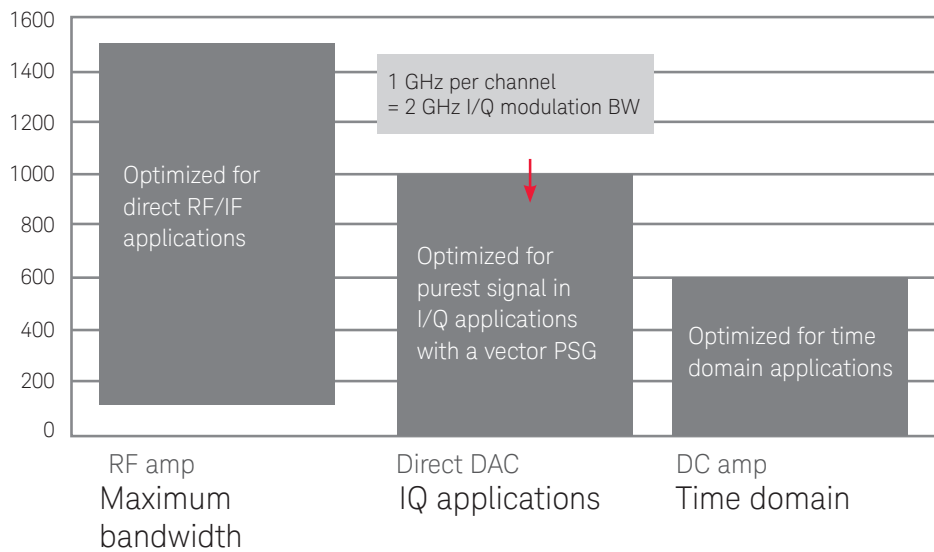 1600
1400
1200
1000
800
600
400
200
0
Optimized for
direct RF/IF
applications
1 GHz per channel
= 2 GHz I/Q modulation BW
Optimized for
purest signal in
I/Q applications
with a vector PSG
Optimized for time
domain applications
RF amp
Maximum
bandwidth
Direct DAC
IQ applications
DC amp
Time domain